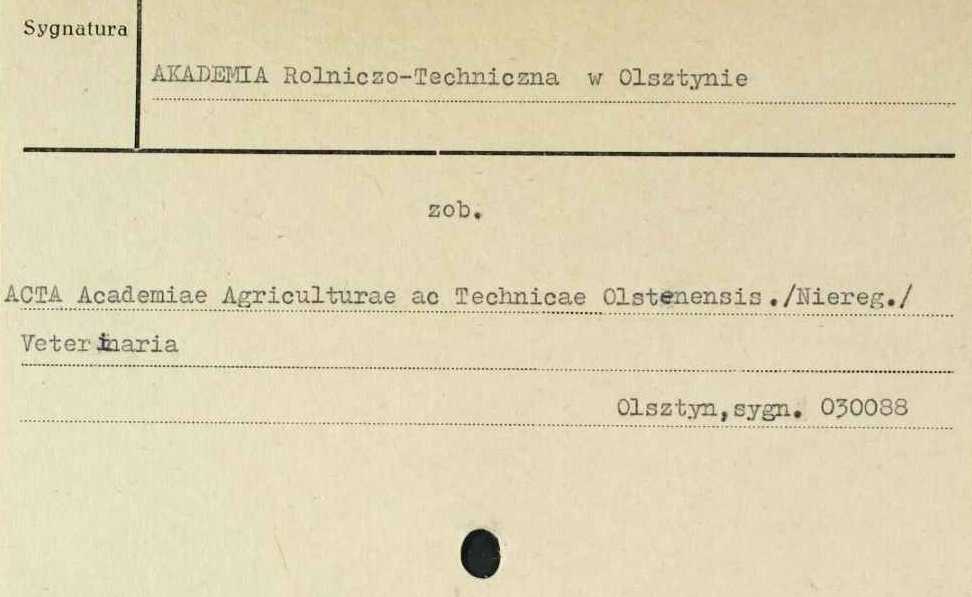 Sygnatura
AKADEMIA Rolniczo-Techniczna w Olsztynie
zob.
ACTA Academiae Agriculturae ac Technicae Olstenensis./Niereg./
Veterinaria
Olsztyn,sygn. 030088